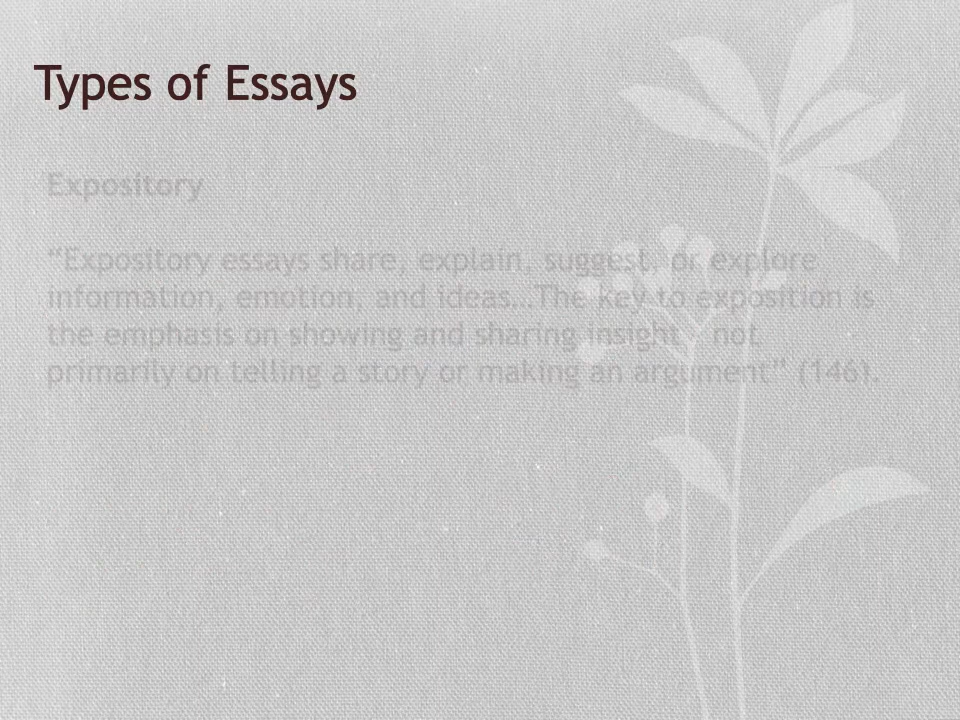 Types of Essays
Expository
“Expository essays share, explain, suggest, or explore
information, emotion, and ideas…The key to exposition is
the emphasis on showing and sharing insight – not
primarily on telling a story or making an argument” (146).